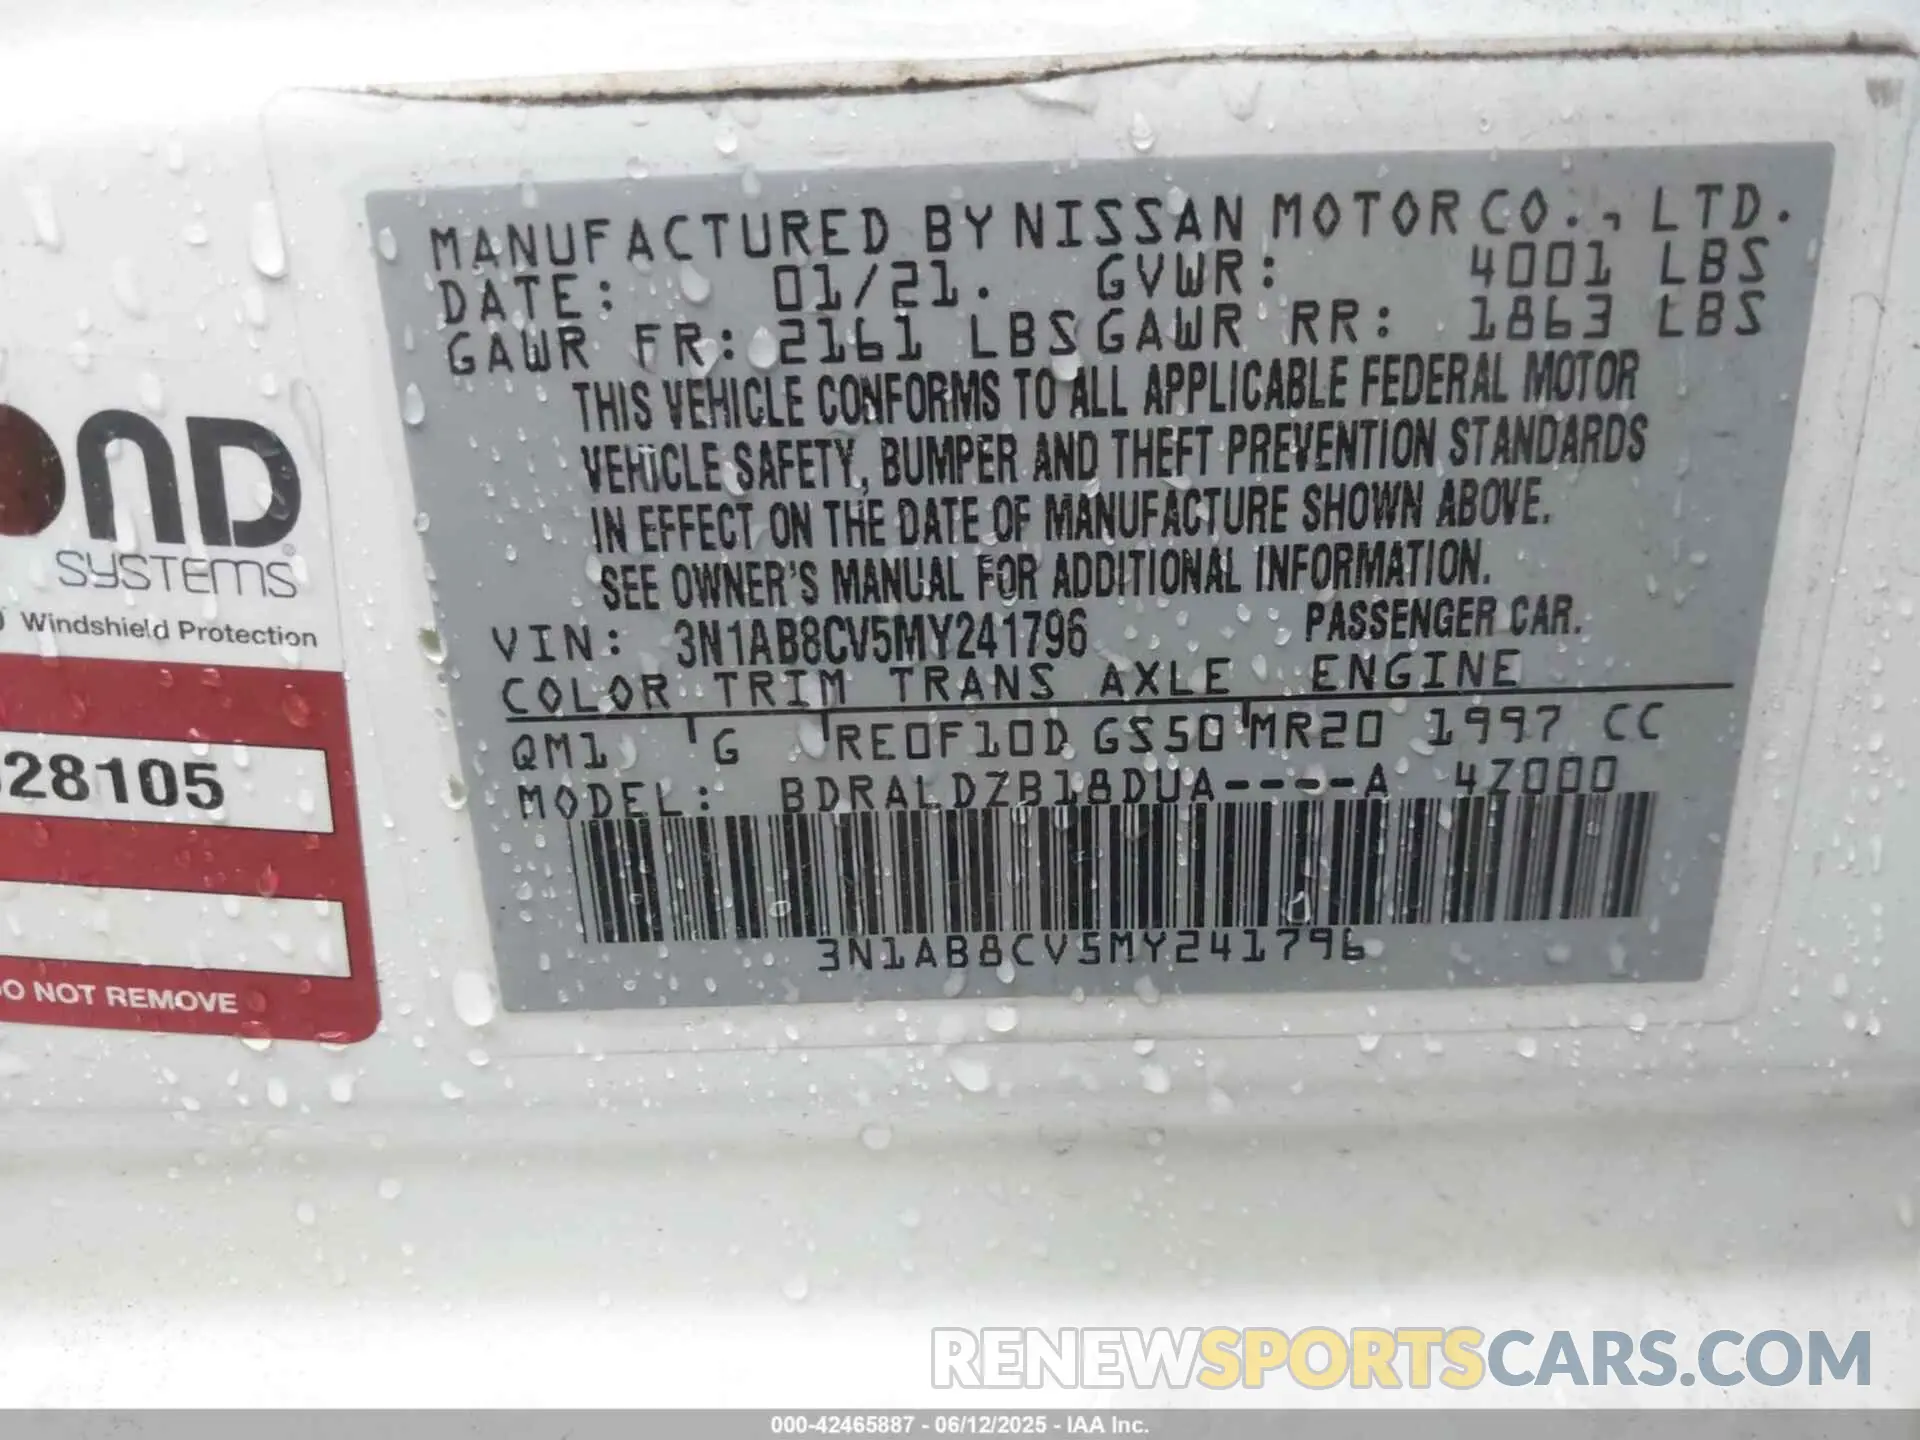 MANUFACTURED BY NISSAN MOTOR CO., LTD.
DATE: 01/21. GVWR: 4001 LBS
GAWR FR: 2161 LBS GAWR RR: 1863 LBS
THIS VEHICLE CONFORMS TO ALL APPLICABLE FEDERAL MOTOR
VEHICLE SAFETY, BUMPER AND THEFT PREVENTION STANDARDS
IN EFFECT ON THE DATE OF MANUFACTURE SHOWN ABOVE.
SEE OWNER'S MANUAL FOR ADDITIONAL INFORMATION.
VIN: 3N1AB8CV5MY241796 PASSENGER CAR.
COLOR TRIM TRANS AXLE ENGINE
QM1 G RE0F10D GS50 MR20 1997 CC
MODEL: BDRALDZB18DUA----A 4Z000
3N1AB8CV5MY241796
SYSTEMS®
Windshield Protection
28105
DO NOT REMOVE
RENEWSPORTSCARS.COM
000-42465887 - 06/12/2025 - IAA Inc.